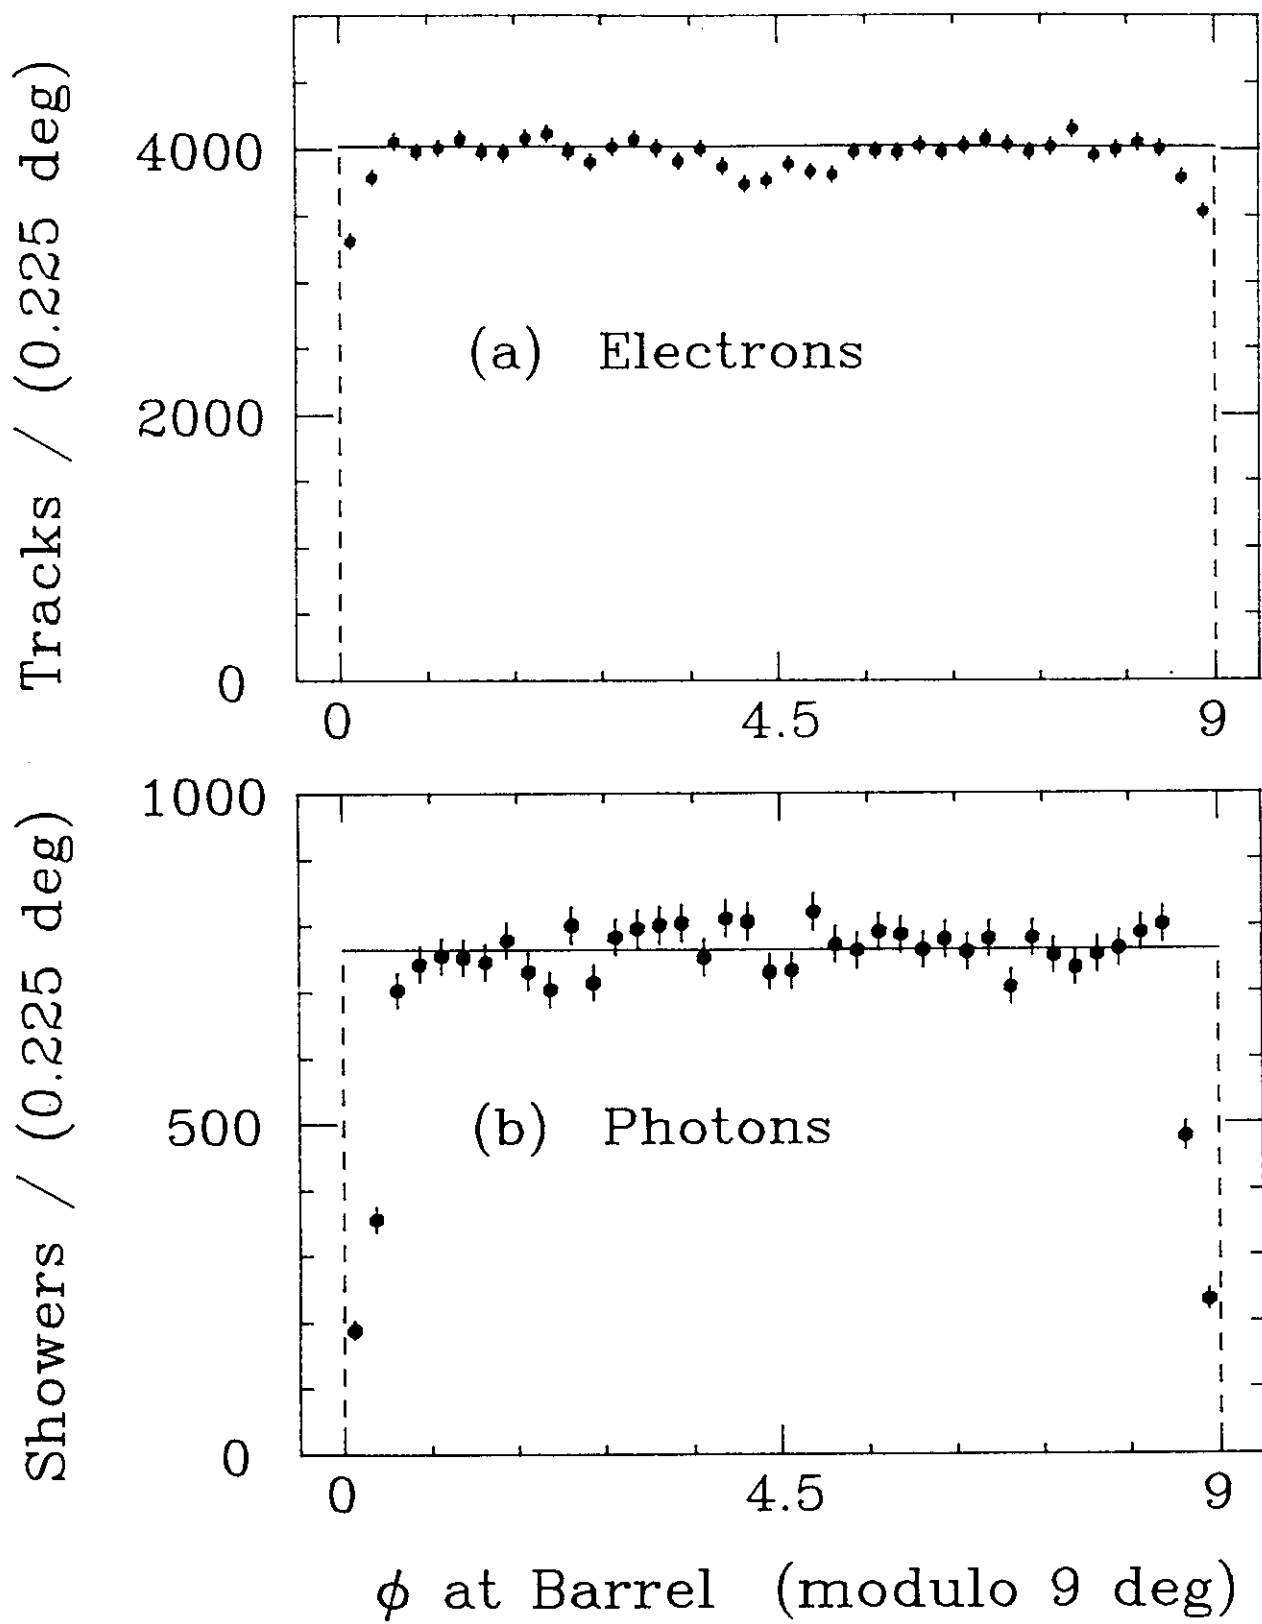 Tracks / (0.225 deg)
4000
2000
0
(a) Electrons
0 4.5 9
Showers / (0.225 deg)
1000
500
0
(b) Photons
0 4.5 9
ϕ at Barrel (modulo 9 deg)